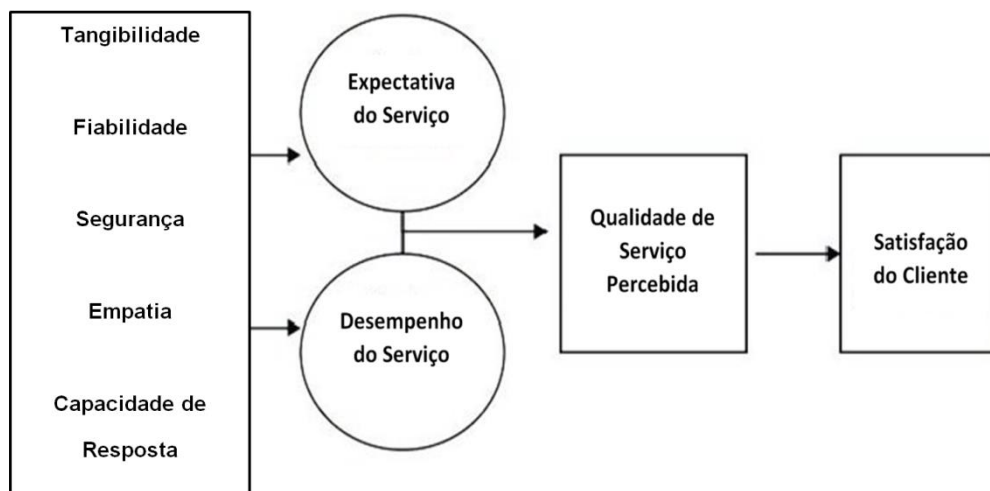 Tangibilidade
Fiabilidade
Segurança
Empatia
Capacidade de
Resposta
Expectativa
do Serviço
Desempenho
do Serviço
Qualidade de
Serviço
Percebida
Satisfação
do Cliente